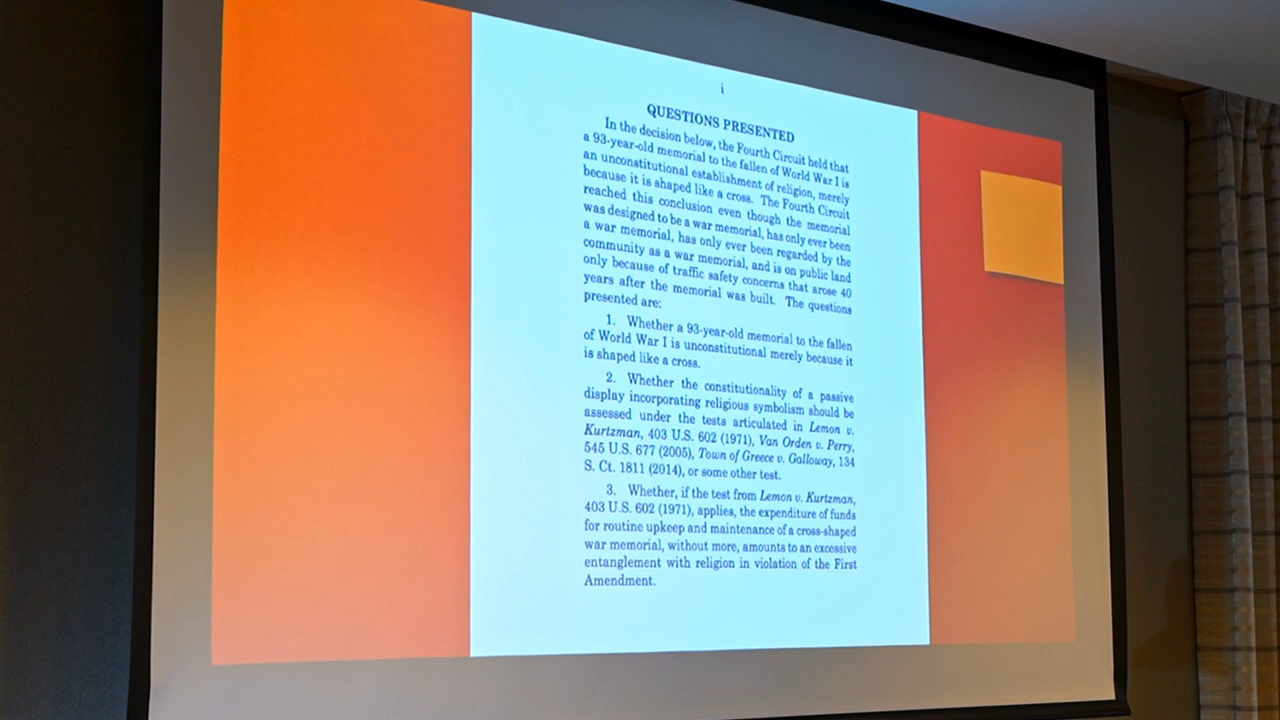 i
QUESTIONS PRESENTED
In the decision below, the Fourth Circuit held that
a 93-year-old memorial to the fallen of World War I is
an unconstitutional establishment of religion, merely
because it is shaped like a cross. The Fourth Circuit
reached this conclusion even though the memorial
was designed to be a war memorial, has only ever been
a war memorial, has only ever been regarded by the
community as a war memorial, and is on public land
only because of traffic safety concerns that arose 40
years after the memorial was built. The questions
presented are:
1. Whether a 93-year-old memorial to the fallen
of World War I is unconstitutional merely because it
is shaped like a cross.
2. Whether the constitutionality of a passive
display incorporating religious symbolism should be
assessed under the tests articulated in Lemon v.
Kurtzman, 403 U.S. 602 (1971), Van Orden v. Perry,
545 U.S. 677 (2005), Town of Greece v. Galloway, 134
S. Ct. 1811 (2014), or some other test.
3. Whether, if the test from Lemon v. Kurtzman,
403 U.S. 602 (1971), applies, the expenditure of funds
for routine upkeep and maintenance of a cross-shaped
war memorial, without more, amounts to an excessive
entanglement with religion in violation of the First
Amendment.